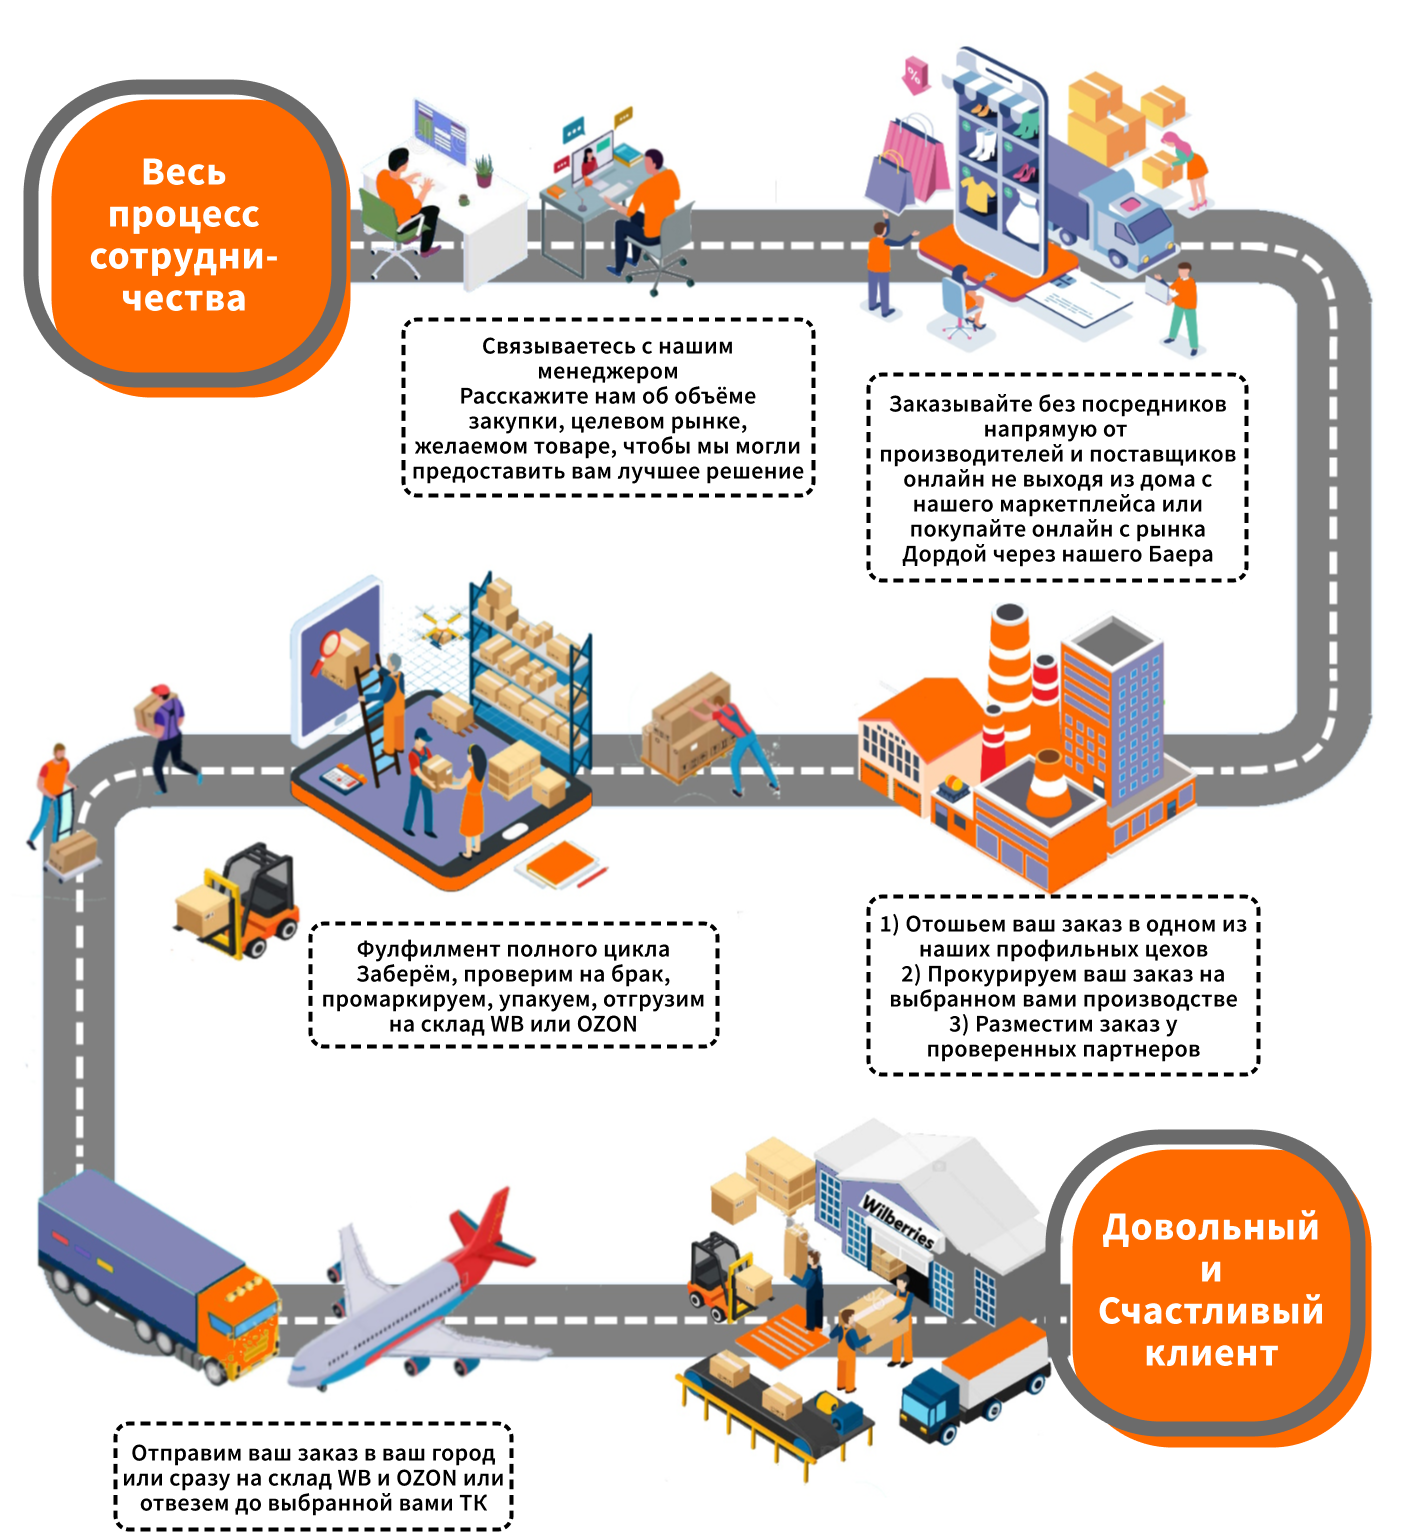 Весь
процесс
сотрудни-
чества
Связываетесь с нашим
менеджером
Расскажите нам об объёме
закупки, целевом рынке,
желаемом товаре, чтобы мы могли
предоставить вам лучшее решение
%
Заказывайте без посредников
напрямую от
производителей и поставщиков
онлайн не выходя из дома с
нашего маркетплейса или
покупайте онлайн с рынка
Дордой через нашего Баера
1) Отошьем ваш заказ в одном из
наших профильных цехов
2) Прокурируем ваш заказ на
выбранном вами производстве
3) Разместим заказ у
проверенных партнеров
Фулфилмент полного цикла
Заберём, проверим на брак,
промаркируем, упакуем, отгрузим
на склад WB или OZON
Отправим ваш заказ в ваш город
или сразу на склад WB и OZON или
отвезем до выбранной вами ТК
Wilberries
Довольный
и
Счастливый
клиент